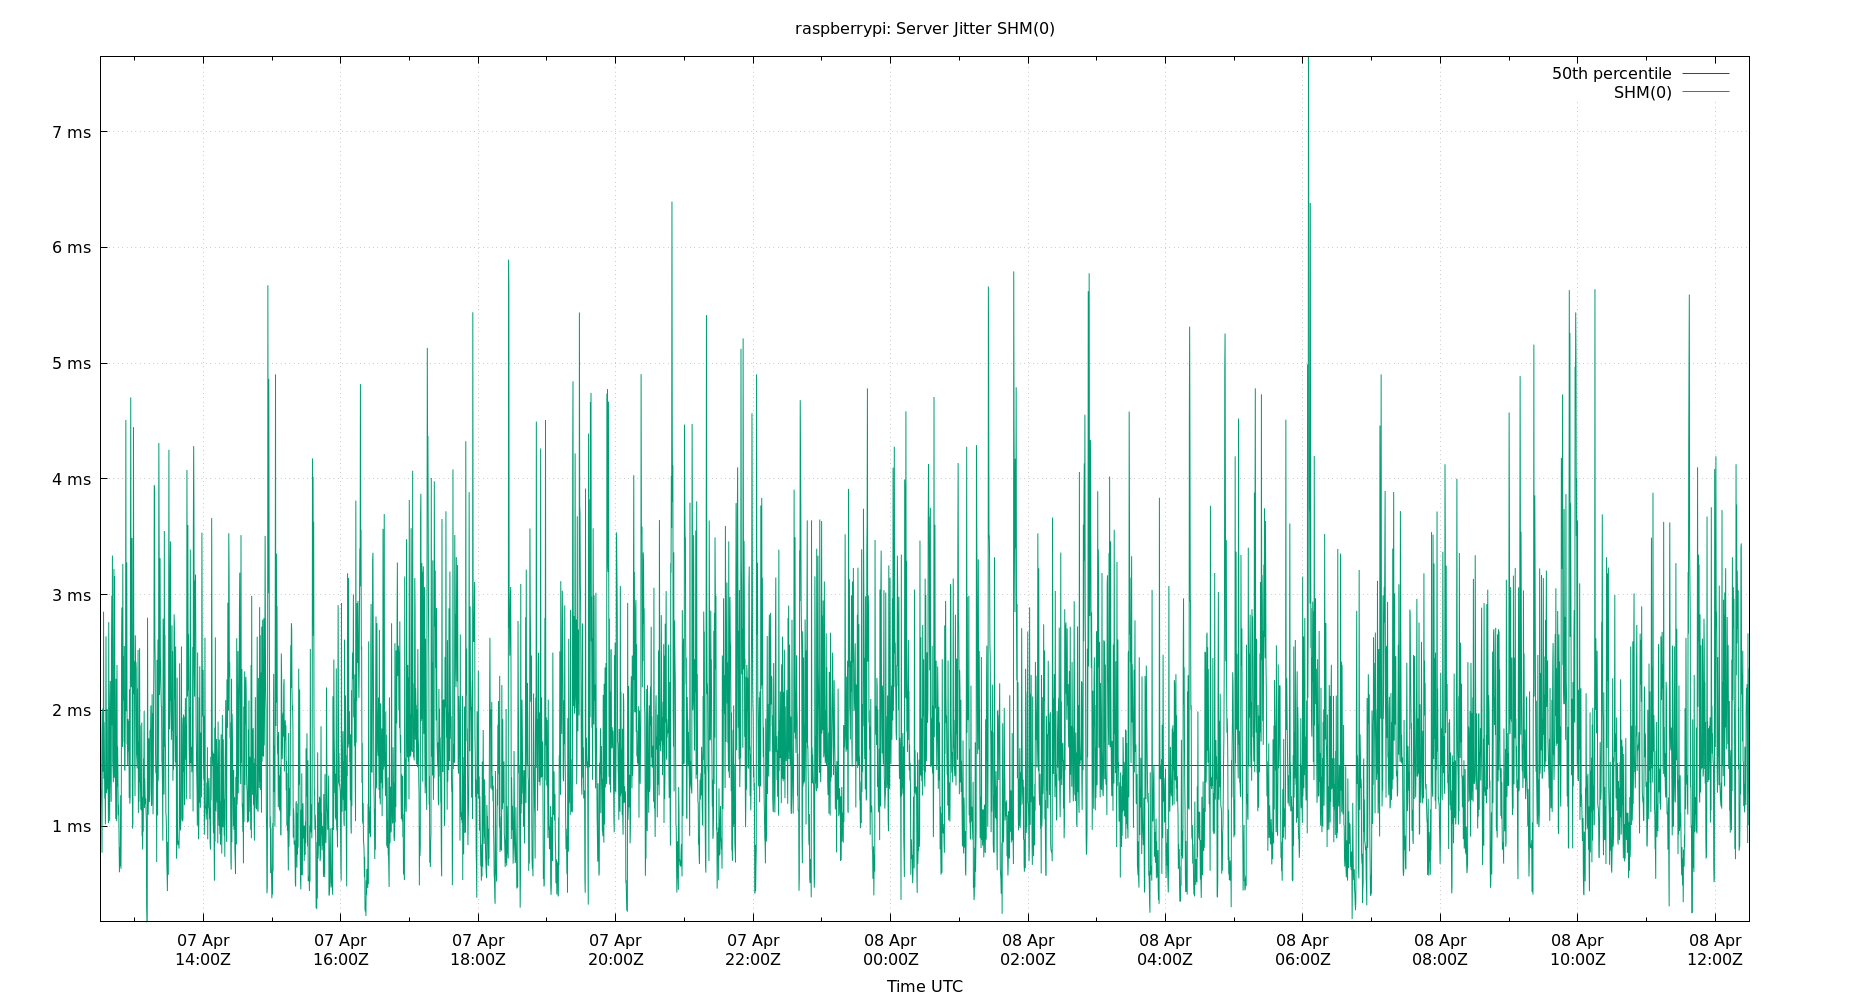 raspberrypi: Server Jitter SHM(0)
50th percentile
SHM(0)
7 ms
6 ms
5 ms
4 ms
3 ms
2 ms
1 ms
07 Apr 07 Apr 07 Apr 07 Apr 07 Apr 08 Apr 08 Apr 08 Apr 08 Apr 08 Apr 08 Apr 08 Apr
14:00Z 16:00Z 18:00Z 20:00Z 22:00Z 00:00Z 02:00Z 04:00Z 06:00Z 08:00Z 10:00Z 12:00Z
Time UTC